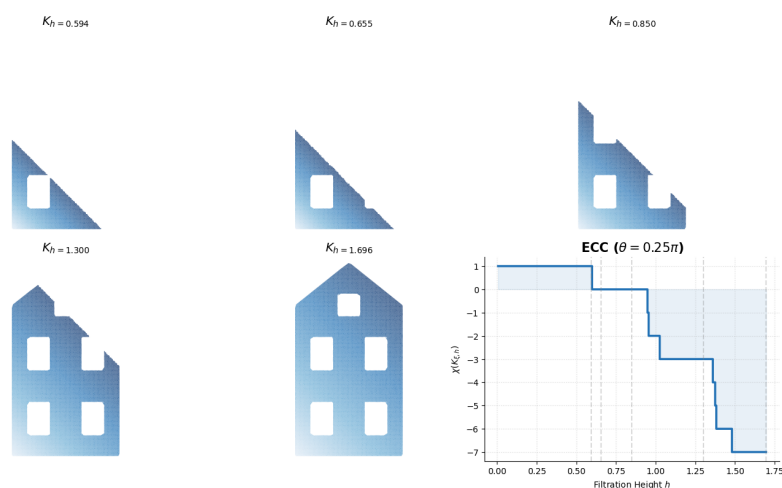 K_{h=0.594}
K_{h=0.655}
K_{h=0.850}
K_{h=1.300}
K_{h=1.696}
ECC (θ = 0.25π)
1
0
−1
−2
−3
−4
−5
−6
−7
χ(K_{ξ,h})
0.00 0.25 0.50 0.75 1.00 1.25 1.50 1.75
Filtration Height h